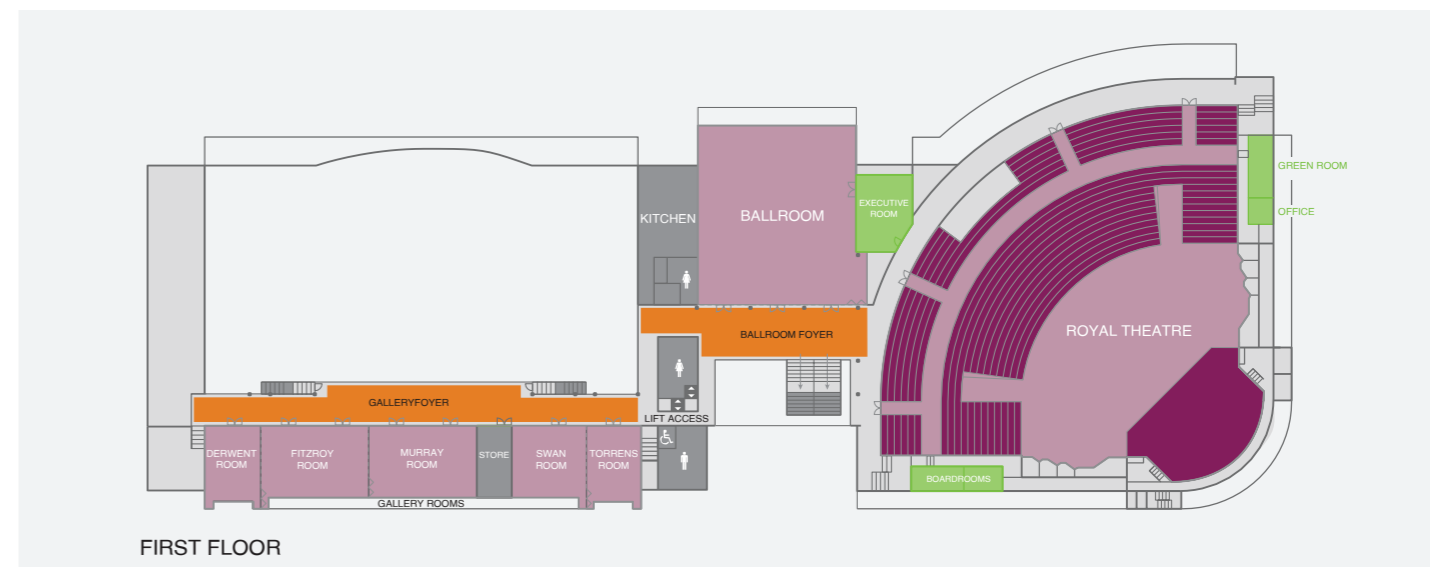 GREEN ROOM
OFFICE
KITCHEN
BALLROOM
EXECUTIVE
ROOM
ROYAL THEATRE
BALLROOM FOYER
GALLERYFOYER
LIFT ACCESS
DERWENT
ROOM
FITZROY
ROOM
MURRAY
ROOM
STORE
SWAN
ROOM
TORRENS
ROOM
BOARDROOMS
GALLERY ROOMS
FIRST FLOOR